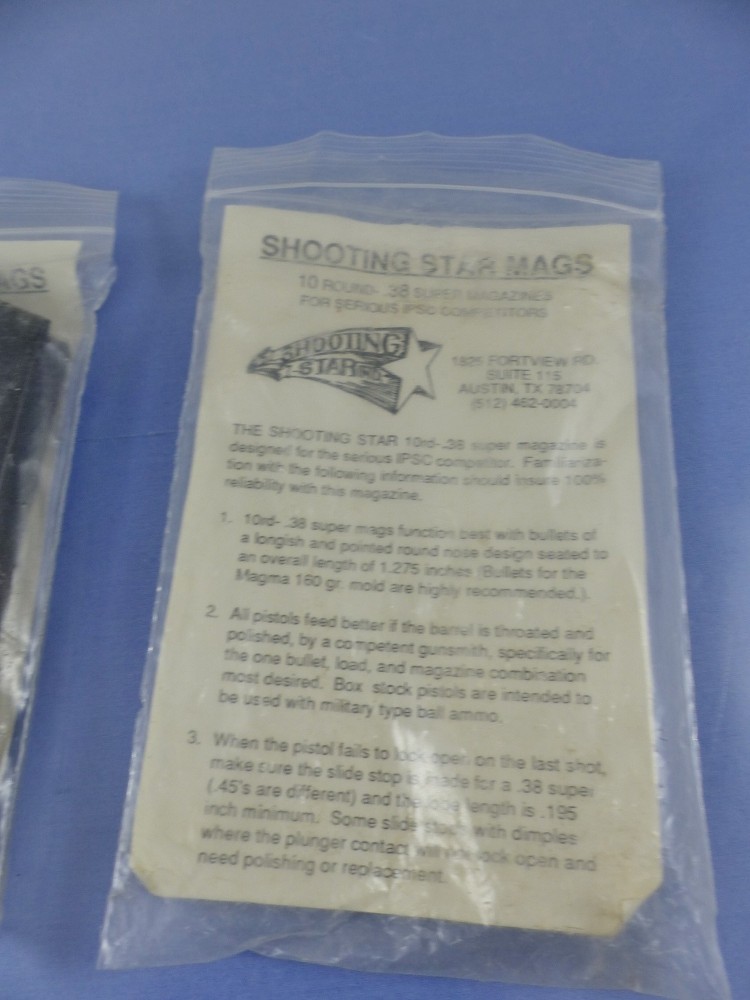 AGS
SHOOTING STAR MAGS
10 ROUND- .38 SUPER MAGAZINES
FOR SERIOUS IPSC COMPETITORS
SHOOTING
STAR
1825 FORTVIEW RD.
SUITE 115
AUSTIN, TX 78704
(512) 462-0004
THE SHOOTING STAR 10rd-.38 super magazine is
designed for the serious IPSC competitor. Familiariza-
tion with the following information should insure 100%
reliability with this magazine.
1. 10rd- .38 super mags function best with bullets of
a longish and pointed round nose design seated to
an overall length of 1.275 inches (Bullets for the
Magma 160 gr. mold are highly recommended.).
2. All pistols feed better if the barrel is throated and
polished, by a competent gunsmith, specifically for
the one bullet, load, and magazine combination
most desired. Box stock pistols are intended to
be used with military type ball ammo.
3. When the pistol fails to lock open on the last shot,
make sure the slide stop is made for a .38 super
(.45's are different) and the lobe length is .195
inch minimum. Some slide stops with dimples
where the plunger contact will not lock open and
need polishing or replacement.